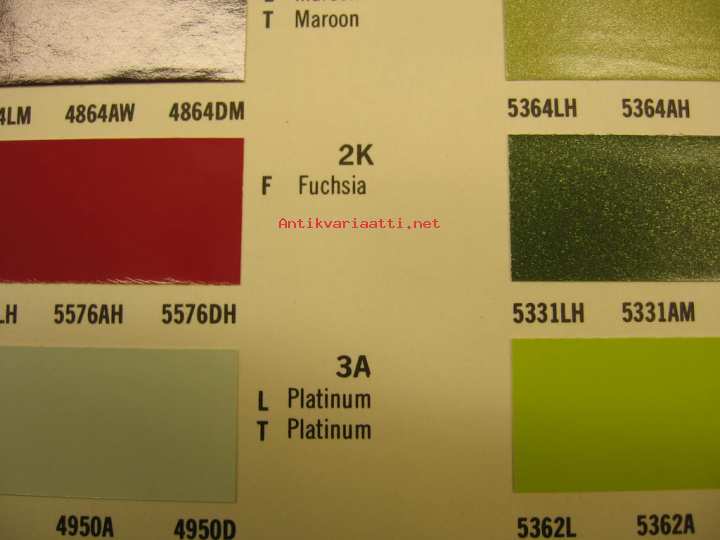 T Maroon
4864AW 4864DM 5364LH 5364AH
2K
F Fuchsia
Antikvariaatti.net
5576AH 5576DH 5331LH 5331AM
3A
L Platinum
T Platinum
4950A 4950D 5362L 5362A